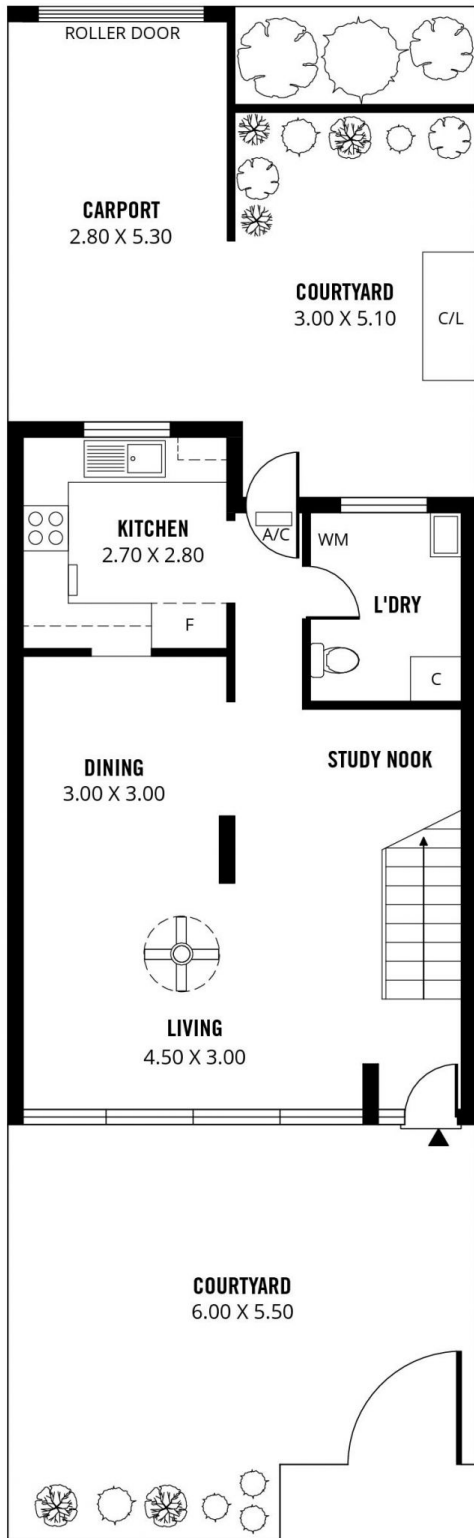 ROLLER DOOR
CARPORT
2.80 X 5.30
COURTYARD
3.00 X 5.10
C/L
KITCHEN
2.70 X 2.80
A/C
WM
L'DRY
F
C
DINING
3.00 X 3.00
STUDY NOOK
LIVING
4.50 X 3.00
COURTYARD
6.00 X 5.50